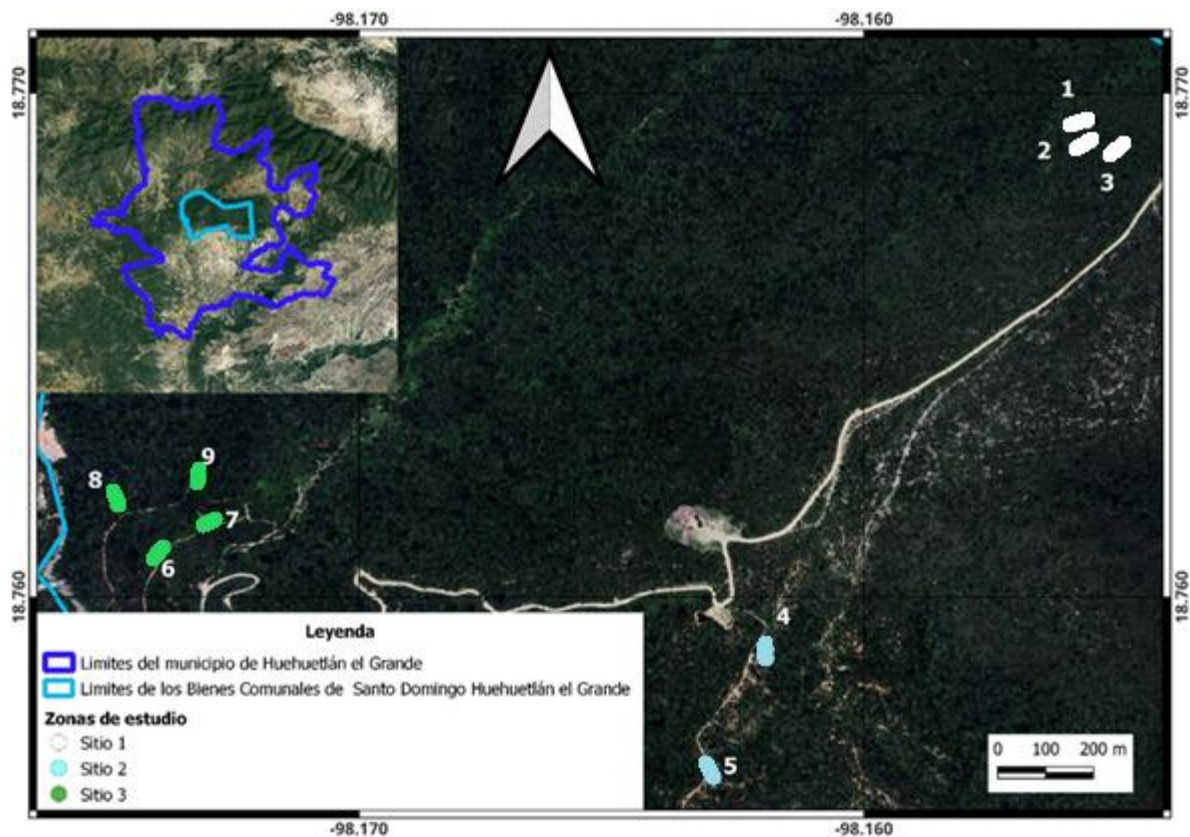 -98.170
-98.160
18.770
18.770
1
2
3
9
8
7
6
18.760
18.760
4
5
Leyenda
Limites del municipio de Huehuetlán el Grande
Limites de los Bienes Comunales de Santo Domingo Huehuetlán el Grande
Zonas de estudio
Sitio 1
Sitio 2
Sitio 3
0 100 200 m
-98.170
-98.160